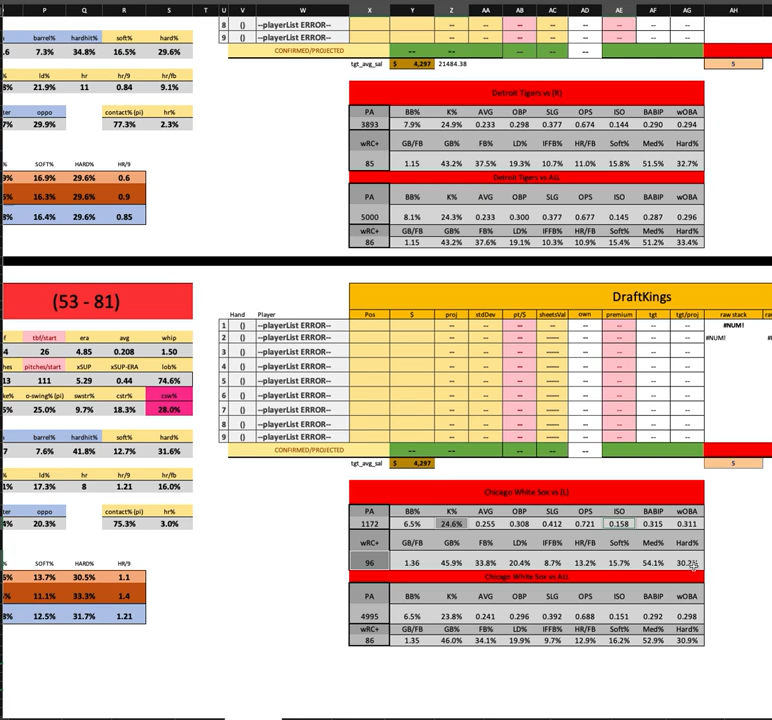 U V W X Y Z AA AB AC AD AE AF AG AH
P Q R S T
8 () --playerList ERROR-- -- -- -- -- --
9 () --playerList ERROR-- -- -- -- -- --
CONFIRMED/PROJECTED -- -- -- -- --
tgt_avg_sal $ 4,297 21484.38 $
barrel% hardhit% soft% hard%
.6 7.3% 34.8% 16.5% 29.6%
% ld% hr hr/9 hr/fb
3% 21.9% 11 0.84 9.1%
ter oppo contact% (pi) hr%
7% 29.9% 77.3% 2.3%
% SOFT% HARD% HR/9
9% 16.9% 29.6% 0.6
5% 16.3% 29.6% 0.9
3% 16.4% 29.6% 0.85
Detroit Tigers vs (R)
PA BB% K% AVG OBP SLG OPS ISO BABIP wOBA
3893 7.9% 24.9% 0.233 0.298 0.377 0.674 0.144 0.290 0.294
wRC+ GB/FB GB% FB% LD% IFFB% HR/FB Soft% Med% Hard%
85 1.15 43.2% 37.5% 19.3% 10.7% 11.0% 15.8% 51.5% 32.7%
Detroit Tigers vs ALL
PA BB% K% AVG OBP SLG OPS ISO BABIP wOBA
5000 8.1% 24.3% 0.233 0.300 0.377 0.677 0.145 0.287 0.296
wRC+ GB/FB GB% FB% LD% IFFB% HR/FB Soft% Med% Hard%
86 1.15 43.2% 37.6% 19.1% 10.3% 10.9% 15.4% 51.2% 33.4%
(53 - 81)
f tbf/start era avg whip
4 26 4.85 0.208 1.50
hes pitches/start xSUP xSUP-ERA lob%
13 111 5.29 0.44 74.6%
ke% o-swing% (pi) swstr% cstr% csw%
5% 25.0% 9.7% 18.3% 28.0%
barrel% hardhit% soft% hard%
7 7.6% 41.8% 12.7% 31.6%
% ld% hr hr/9 hr/fb
1% 17.3% 8 1.21 16.0%
ter oppo contact% (pi) hr%
4% 20.3% 75.3% 3.0%
% SOFT% HARD% HR/9
5% 13.7% 30.5% 1.1
11.1% 33.3% 1.4
3% 12.5% 31.7% 1.21
DraftKings
Hand Player Pos $ proj stdDev pt/$ sheetsVal own premium tgt tgt/proj raw stack
1 () --playerList ERROR-- -- -- -- -- -- -- -- #NUM!
2 () --playerList ERROR-- -- -- ----- -- -- -- -- #NUM!
3 () --playerList ERROR-- -- -- ----- -- -- -- --
4 () --playerList ERROR-- -- -- ----- -- -- -- --
5 () --playerList ERROR-- -- -- ----- -- -- -- --
6 () --playerList ERROR-- -- -- ----- -- -- -- --
7 () --playerList ERROR-- -- -- ----- -- -- -- --
8 () --playerList ERROR-- -- -- ----- -- -- -- --
9 () --playerList ERROR-- -- -- ----- -- -- -- --
CONFIRMED/PROJECTED -- -- -- -- --
tgt_avg_sal $ 4,297 $
Chicago White Sox vs (L)
PA BB% K% AVG OBP SLG OPS ISO BABIP wOBA
1172 6.5% 24.6% 0.255 0.308 0.412 0.721 0.158 0.315 0.311
wRC+ GB/FB GB% FB% LD% IFFB% HR/FB Soft% Med% Hard%
96 1.36 45.9% 33.8% 20.4% 8.7% 13.2% 15.7% 54.1% 30.2%
Chicago White Sox vs ALL
PA BB% K% AVG OBP SLG OPS ISO BABIP wOBA
4995 6.5% 23.8% 0.241 0.296 0.392 0.688 0.151 0.292 0.298
wRC+ GB/FB GB% FB% LD% IFFB% HR/FB Soft% Med% Hard%
86 1.35 46.0% 34.1% 19.9% 9.7% 12.9% 16.2% 52.9% 30.9%